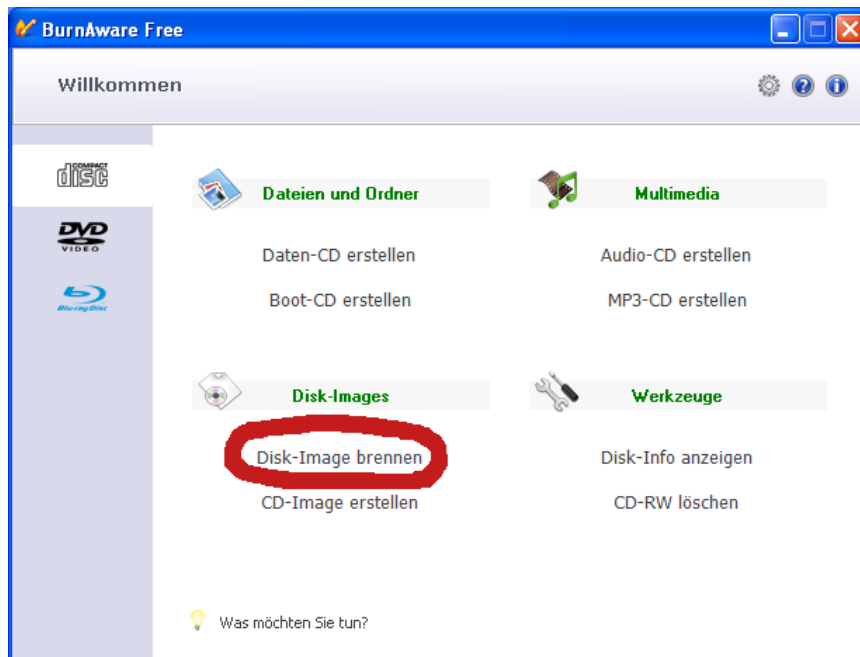 BurnAware Free
Willkommen
COMPACT
disc
DVD
VIDEO
Blu-ray Disc
Dateien und Ordner
Daten-CD erstellen
Boot-CD erstellen
Multimedia
Audio-CD erstellen
MP3-CD erstellen
Disk-Images
Disk-Image brennen
CD-Image erstellen
Werkzeuge
Disk-Info anzeigen
CD-RW löschen
Was möchten Sie tun?